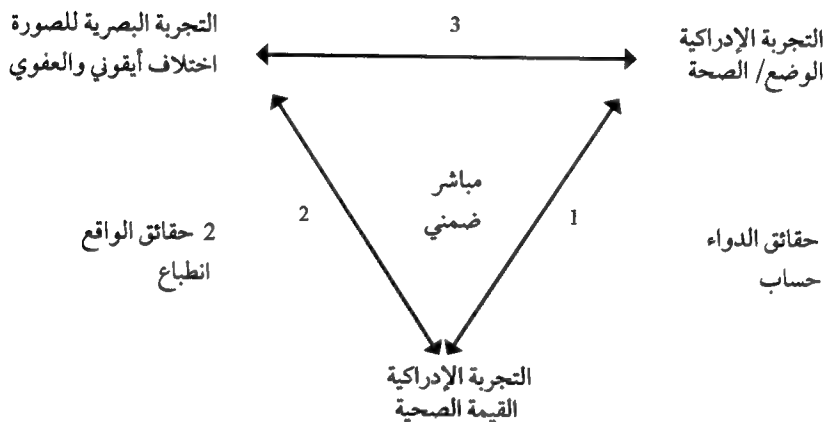 التجربة البصرية للصورة
اختلاف أيقوني والعفوي
3
التجربة الإدراكية
الوضع/ الصحة
مباشر
ضمني
2
1
2 حقائق الواقع
انطباع
حقائق الدواء
حساب
التجربة الإدراكية
القيمة الصحية